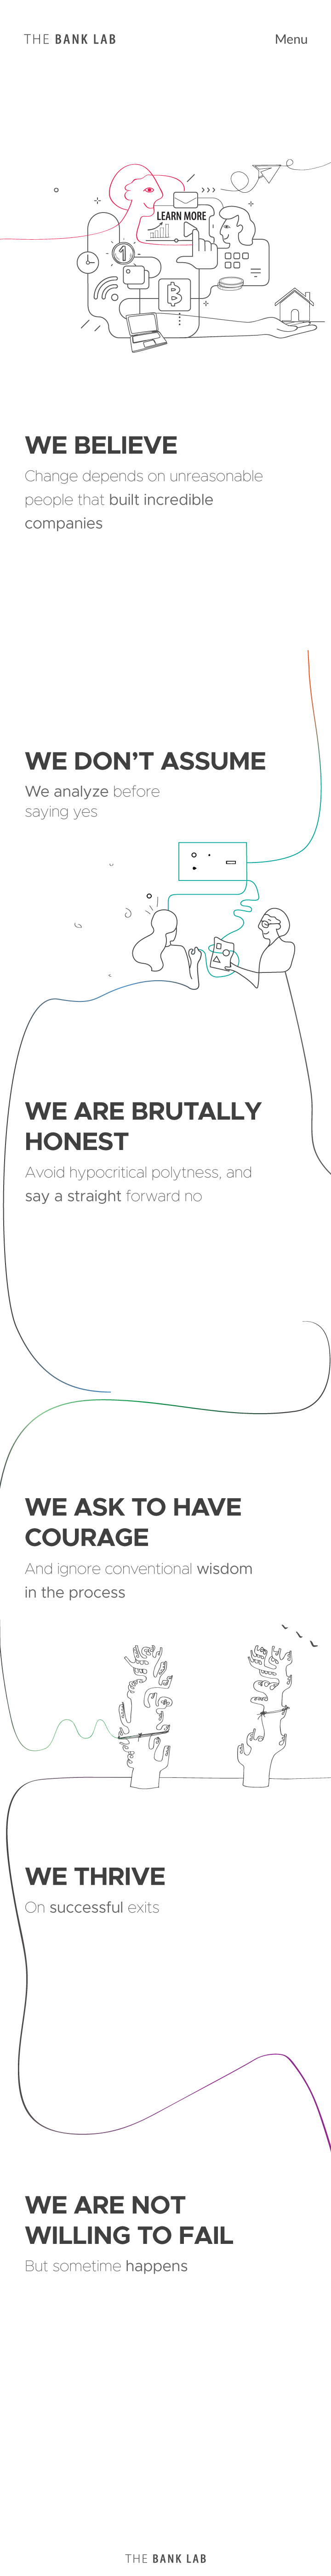 THE BANK LAB
Menu
LEARN MORE
1
WE BELIEVE
Change depends on unreasonable
people that built incredible
companies
WE DON’T ASSUME
We analyze before
saying yes
WE ARE BRUTALLY
HONEST
Avoid hypocritical polytness, and
say a straight forward no
WE ASK TO HAVE
COURAGE
And ignore conventional wisdom
in the process
WE THRIVE
On successful exits
WE ARE NOT
WILLING TO FAIL
But sometime happens
THE BANK LAB